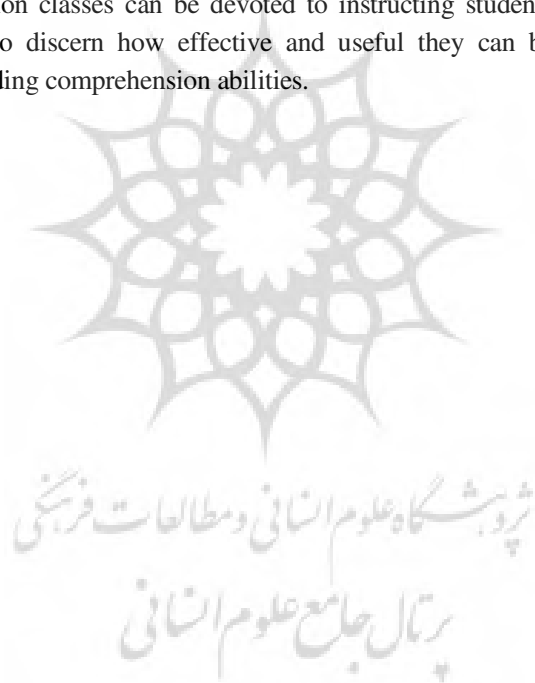 ion classes can be devoted to instructing studen
o discern how effective and useful they can b
ding comprehension abilities.
پژوهشگاه علوم انسانی و مطالعات فرهنگی
پرتال جامع علوم انسانی